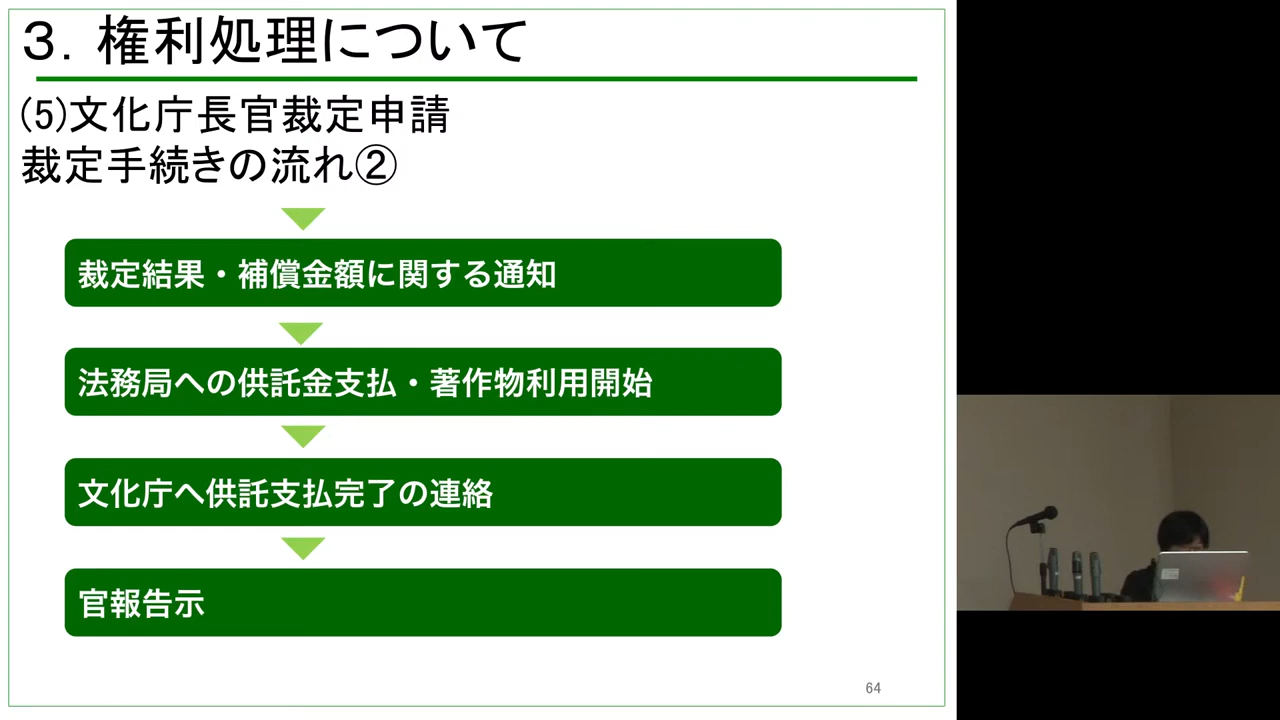 ３．権利処理について
(5)文化庁長官裁定申請
裁定手続きの流れ②
裁定結果・補償金額に関する通知
法務局への供託金支払・著作物利用開始
文化庁へ供託支払完了の連絡
官報告示
64